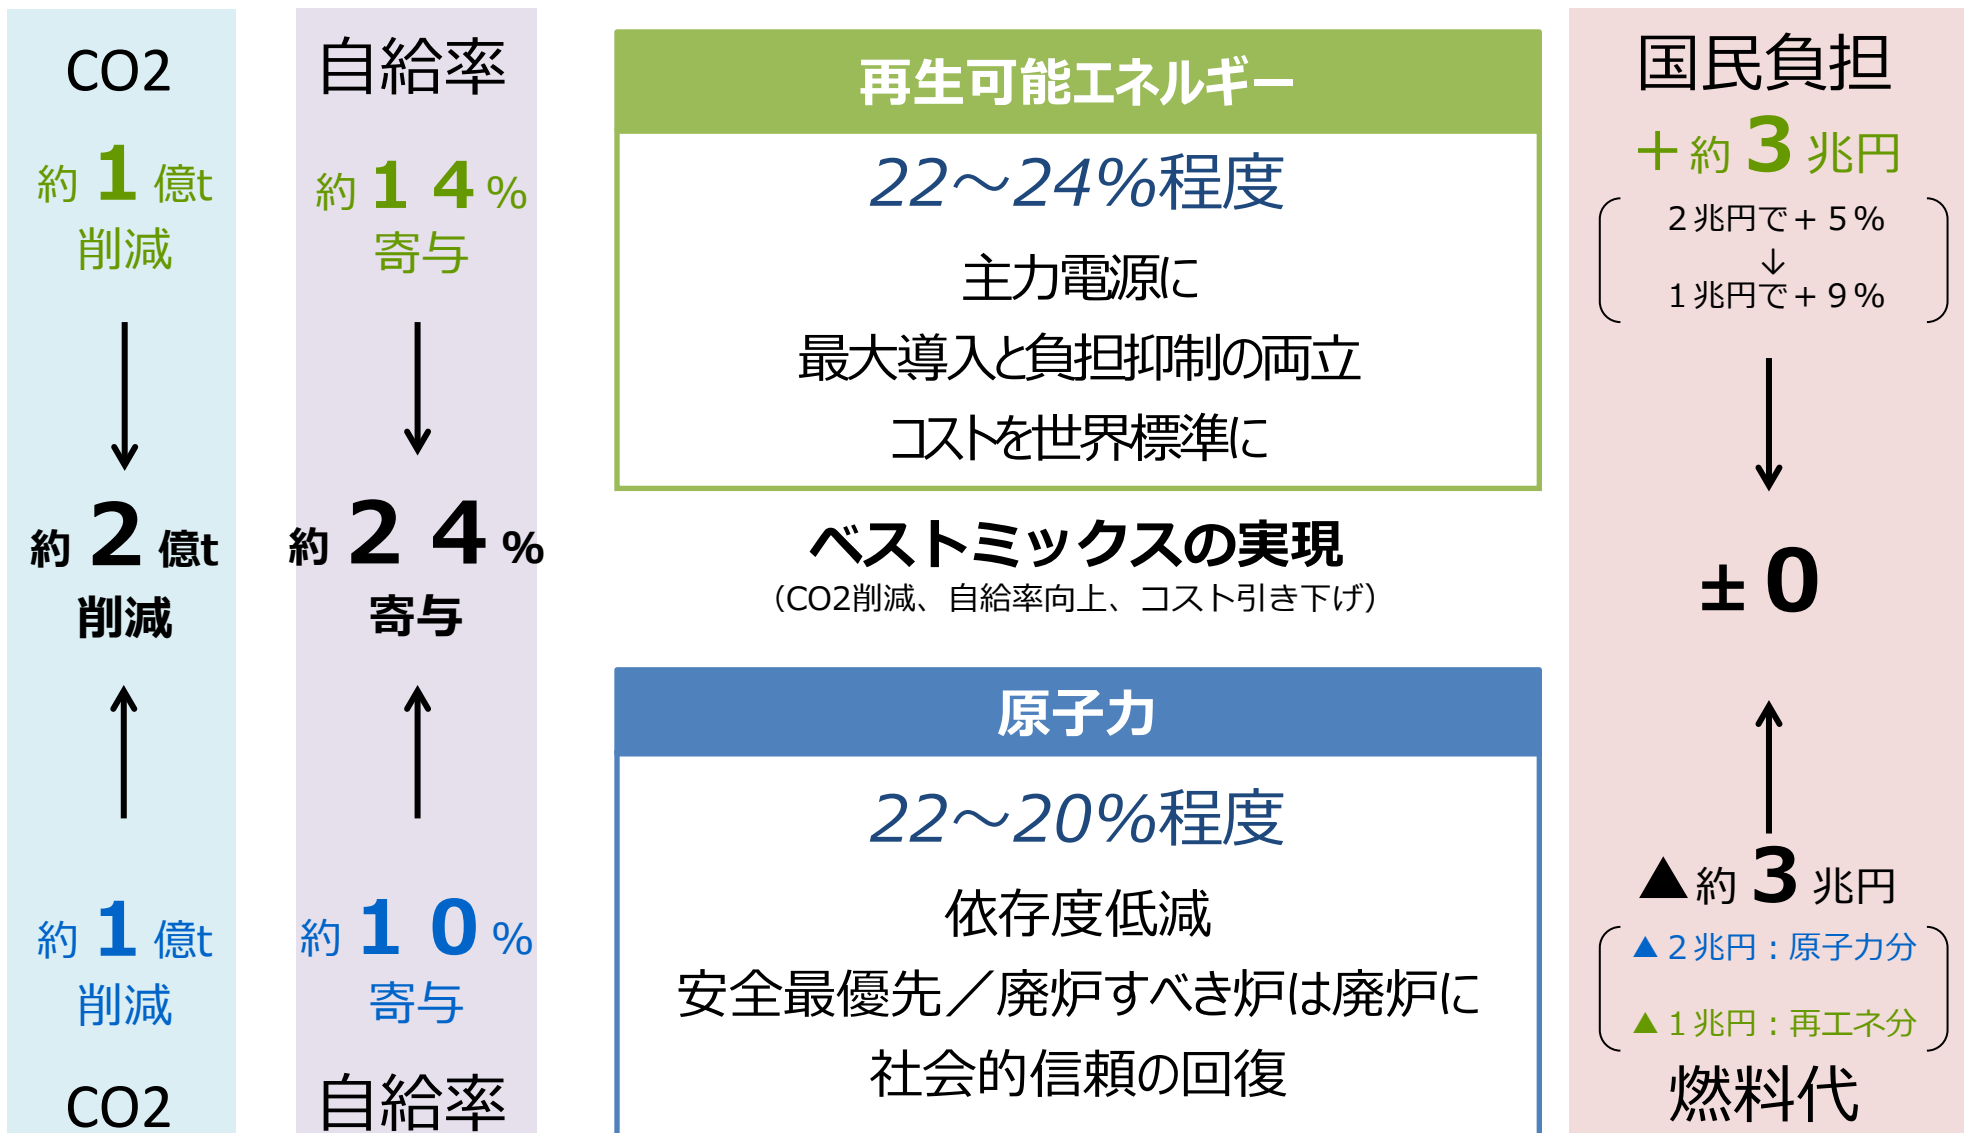 CO2
約1億t
削減
約2億t
削減
約1億t
削減
CO2
自給率
約14%
寄与
約24%
寄与
約10%
寄与
自給率
再生可能エネルギー
22～24%程度
主力電源に
最大導入と負担抑制の両立
コストを世界標準に
ベストミックスの実現
（CO2削減、自給率向上、コスト引き下げ）
原子力
22～20%程度
依存度低減
安全最優先／廃炉すべき炉は廃炉に
社会的信頼の回復
国民負担
＋約3兆円
2兆円で+5%
↓
1兆円で+9%
±0
▲約3兆円
▲2兆円：原子力分
▲1兆円：再エネ分
燃料代